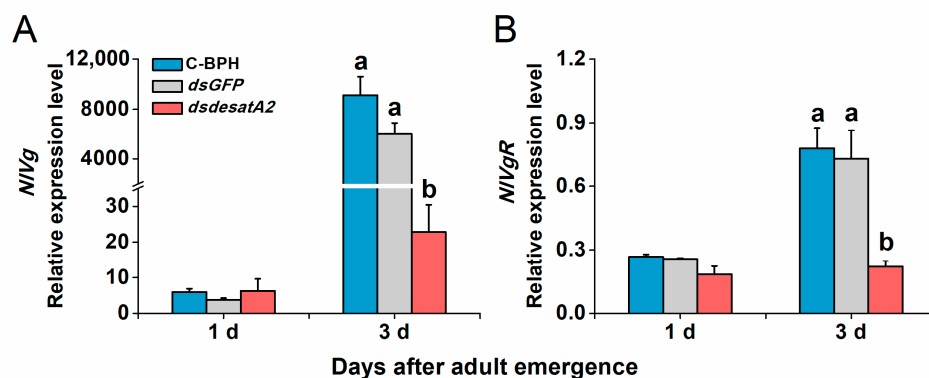 A
NlVg
Relative expression level
12,000
8000
4000
30
20
10
0
C-BPH
dsGFP
dsdesatA2
a
a
b
1 d
3 d
B
NlVgR
Relative expression level
1.2
0.9
0.6
0.3
0.0
a
a
b
1 d
3 d
Days after adult emergence